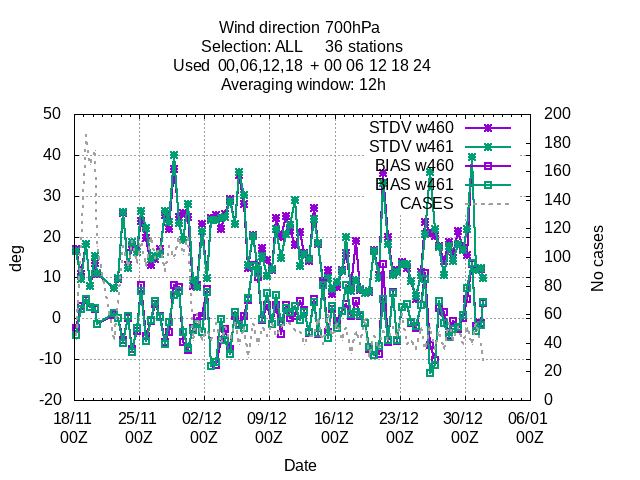 Wind direction 700hPa
Selection: ALL 36 stations
Used 00,06,12,18 + 00 06 12 18 24
Averaging window: 12h
50
40
30
20
10
0
-10
-20
deg
200
180
160
140
120
100
80
60
40
20
0
No cases
STDV w460
STDV w461
BIAS w460
BIAS w461
CASES
18/11 25/11 02/12 09/12 16/12 23/12 30/12 06/01
00Z 00Z 00Z 00Z 00Z 00Z 00Z 00Z
Date